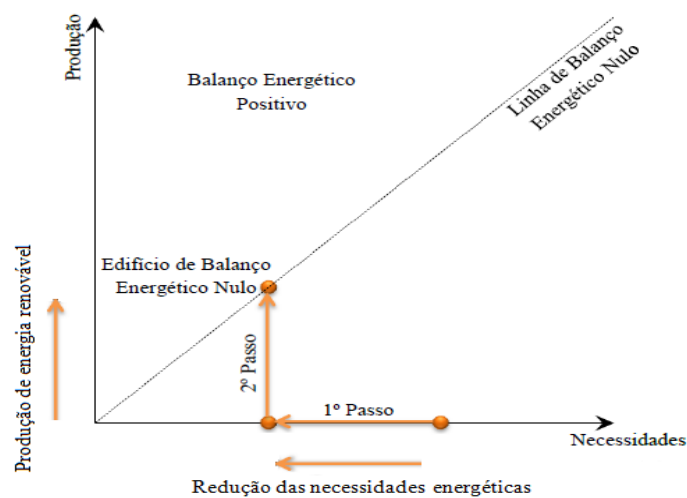 Produção
Balanço Energético
Positivo
Linha de Balanço
Energético Nulo
Edifício de Balanço
Energético Nulo
Produção de energia renovável
2º Passo
1º Passo
Necessidades
Redução das necessidades energéticas